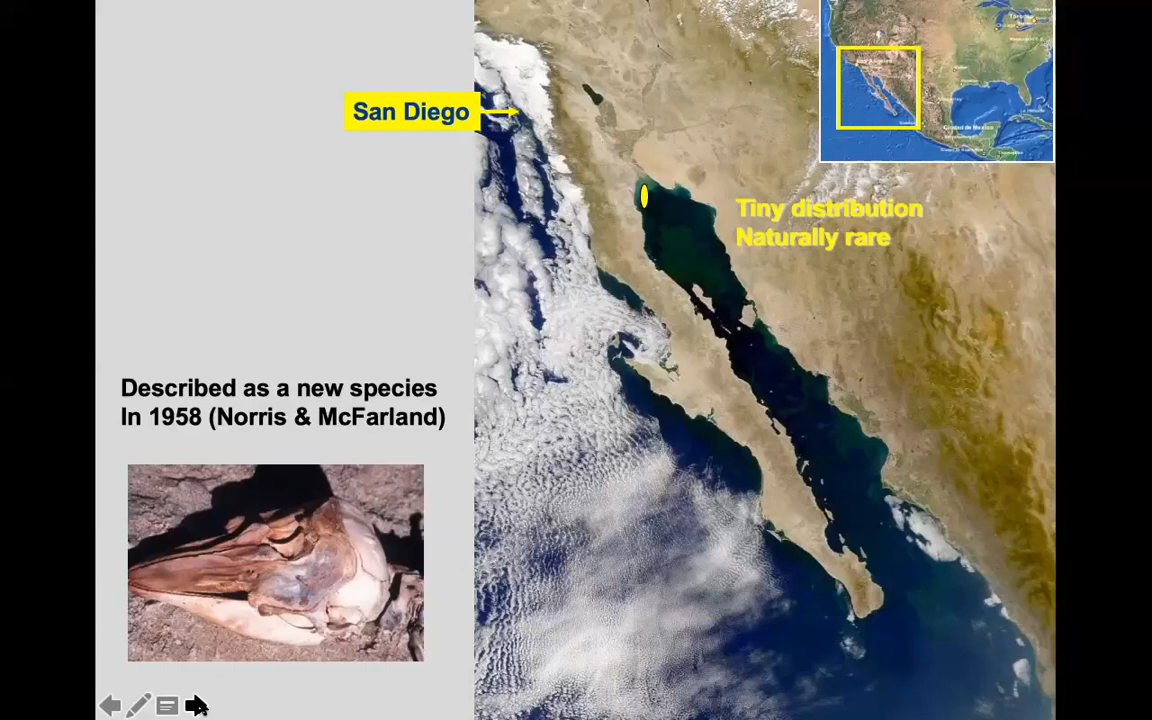 San Diego
Tiny distribution
Naturally rare
Described as a new species
In 1958 (Norris & McFarland)